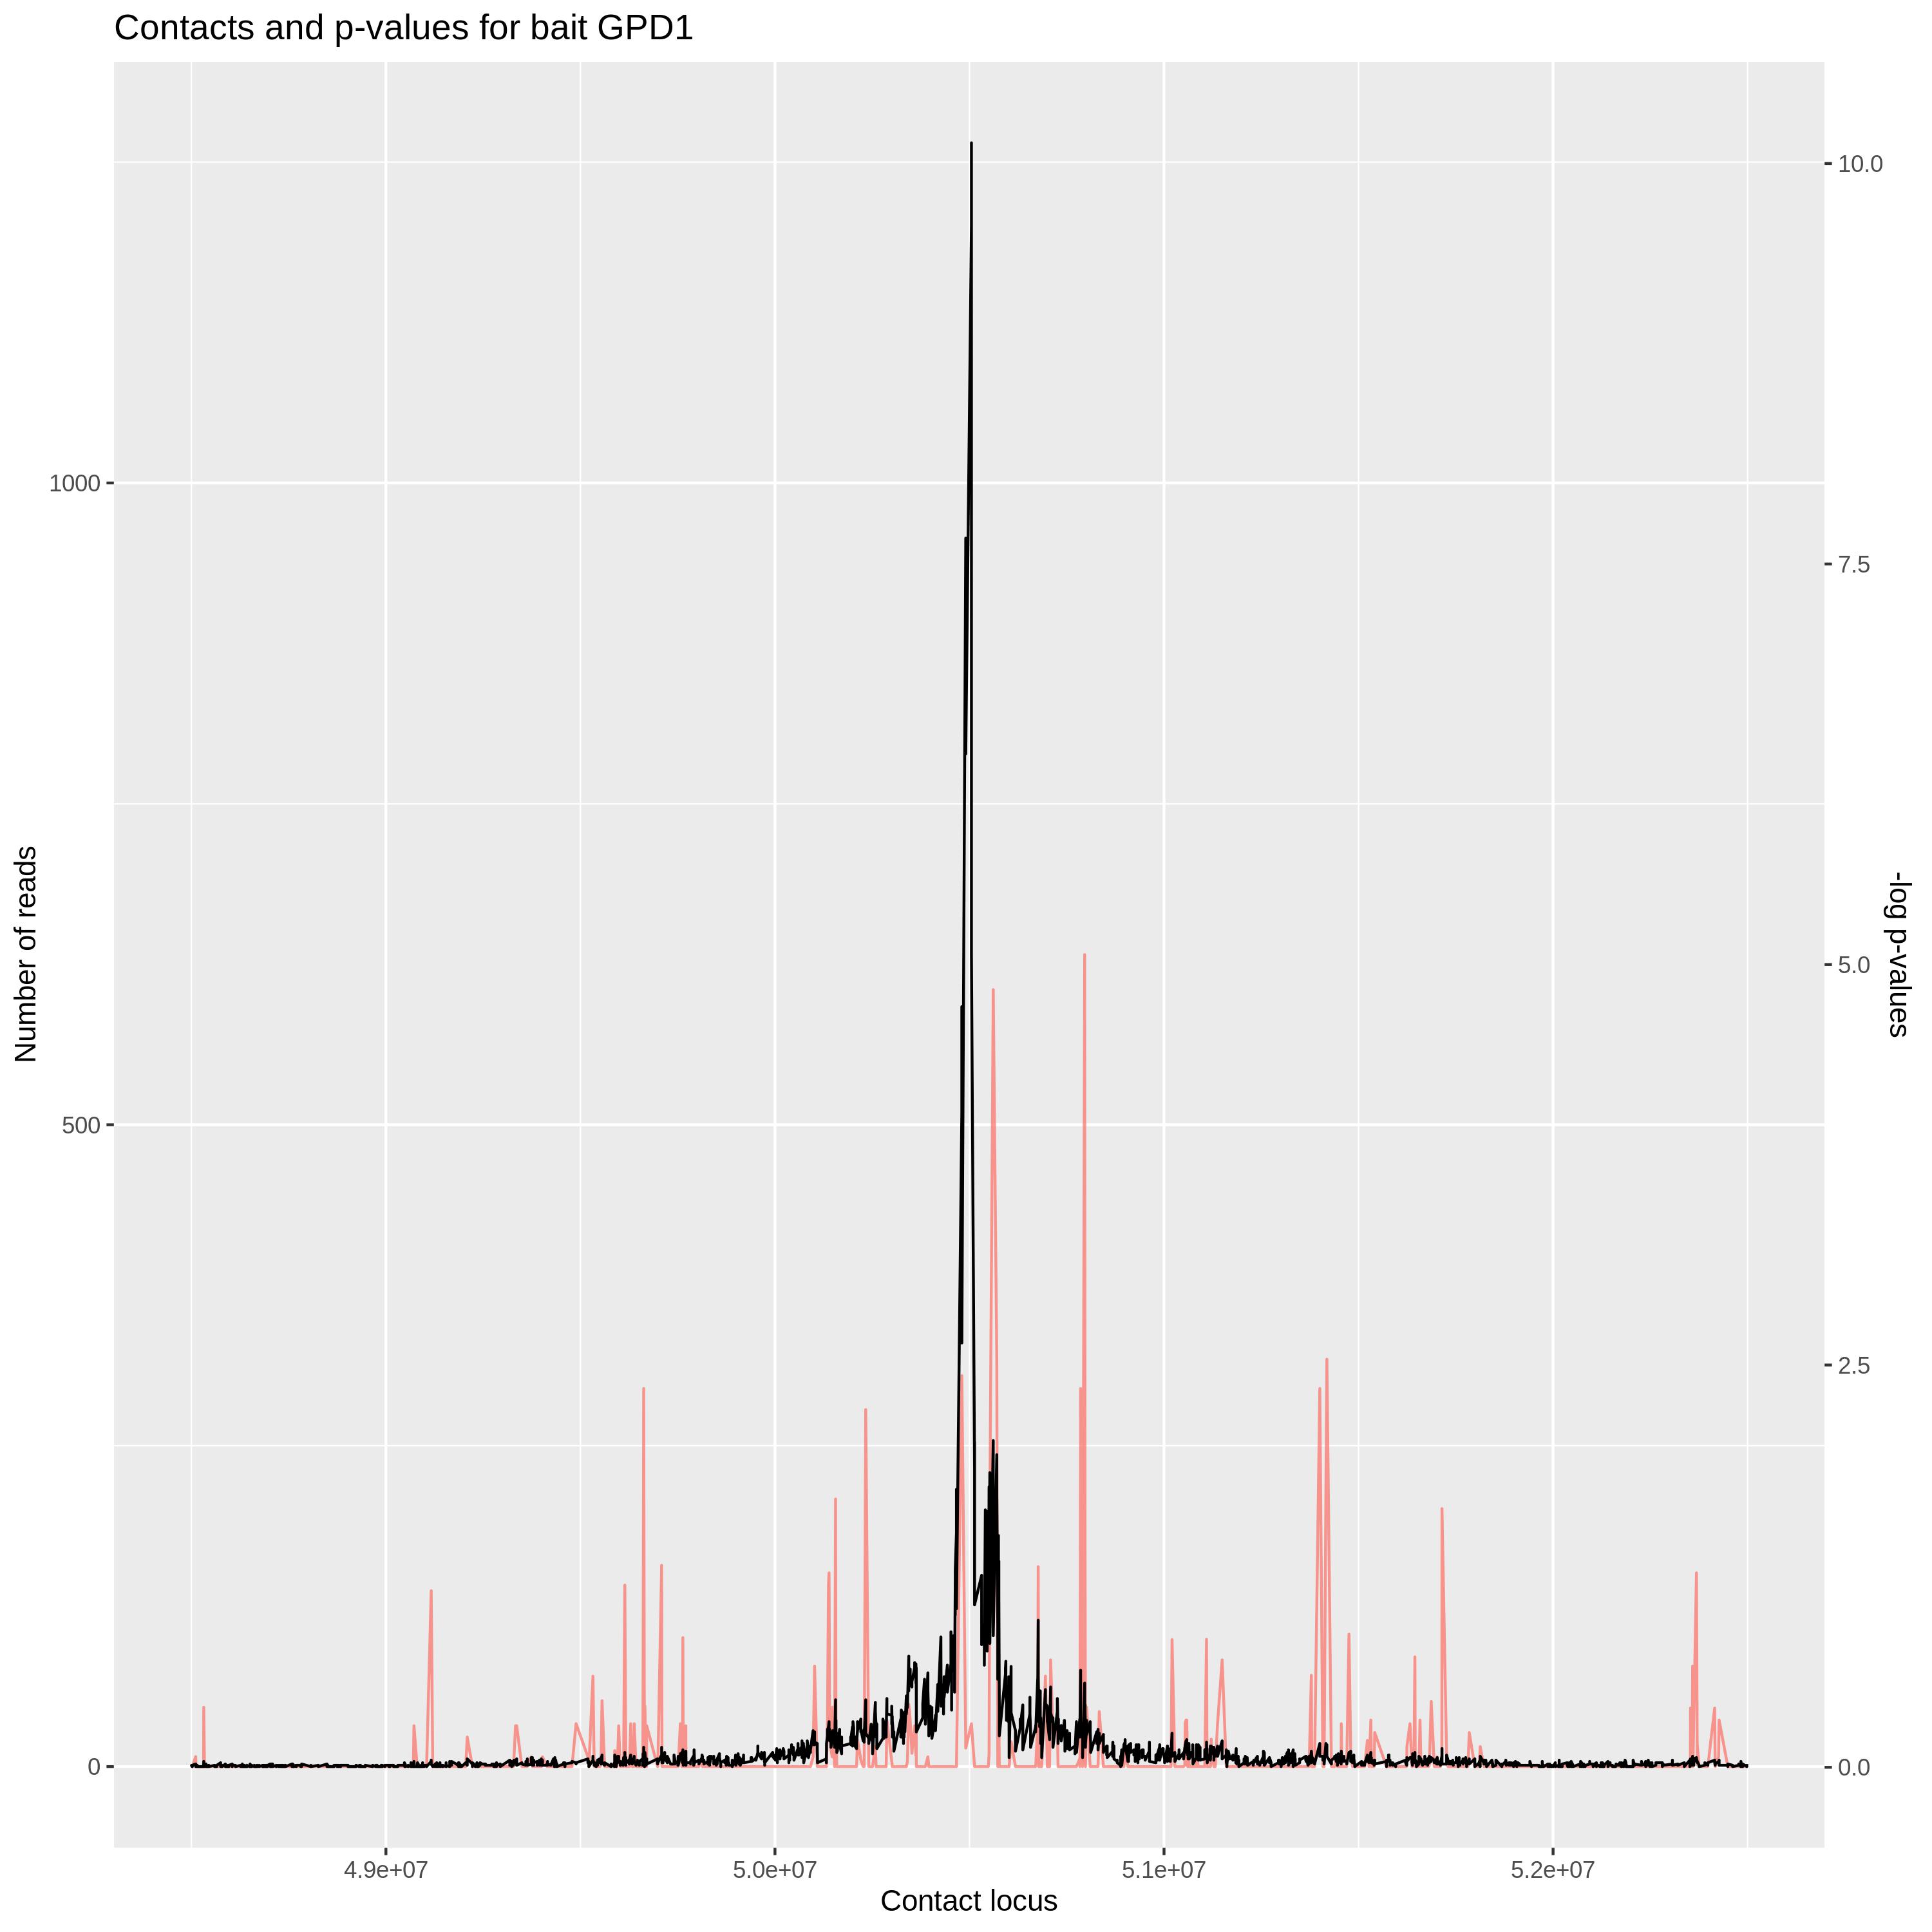 Contacts and p-values for bait GPD1
Number of reads
1000
500
0
10.0
7.5
5.0
2.5
0.0
-log p-values
4.9e+07
5.0e+07
5.1e+07
5.2e+07
Contact locus